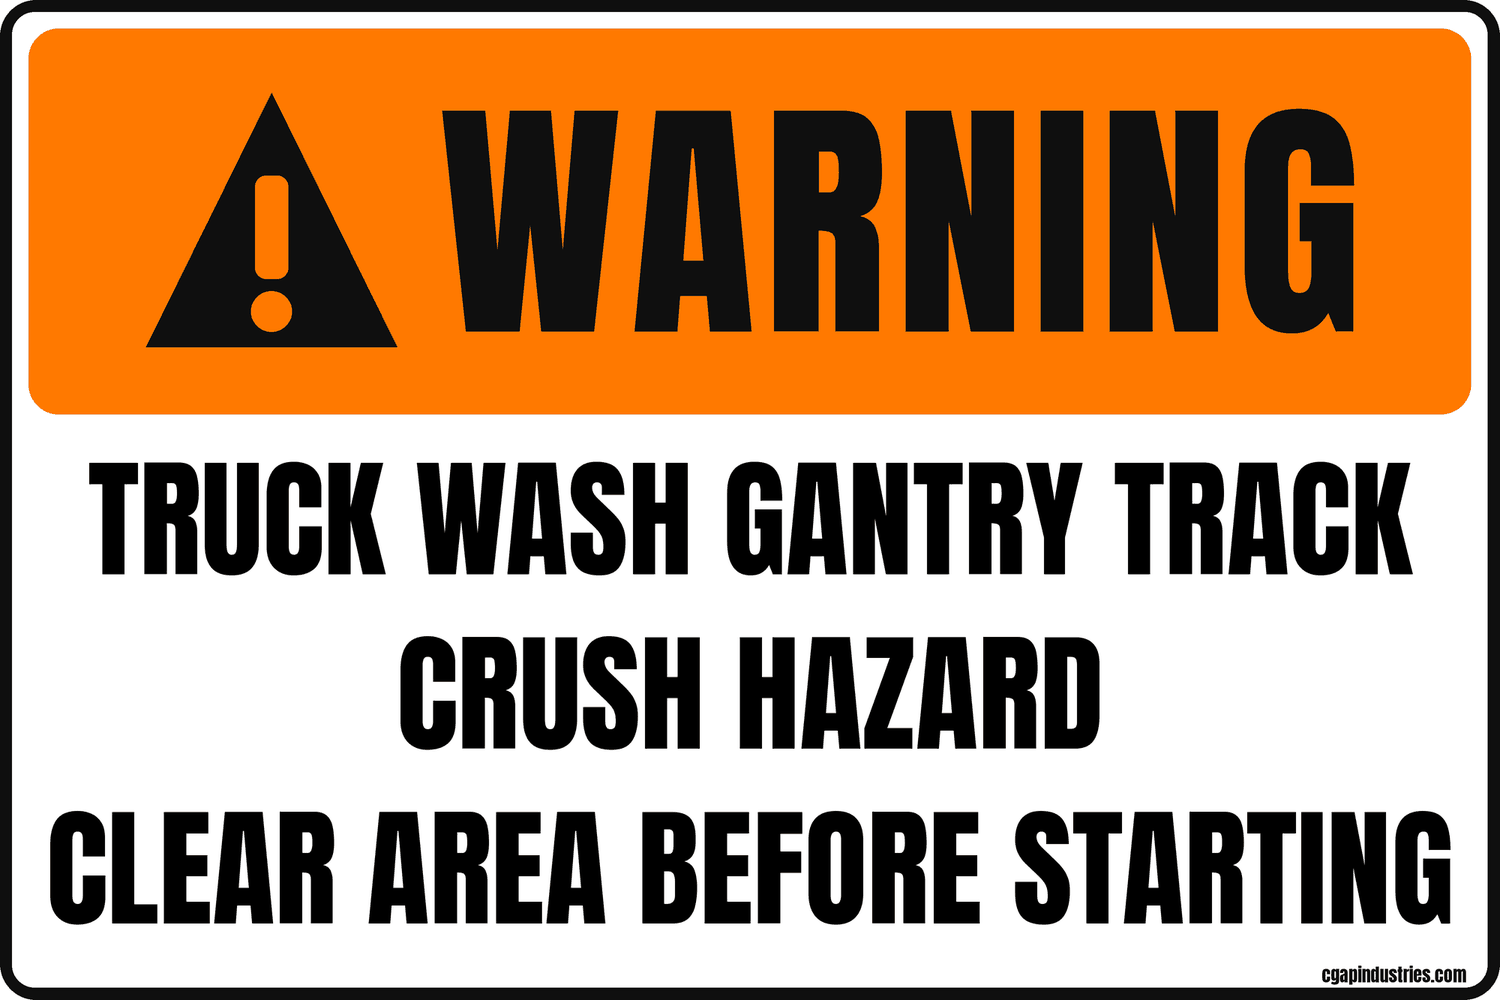 WARNING
TRUCK WASH GANTRY TRACK
CRUSH HAZARD
CLEAR AREA BEFORE STARTING
cgapindustries.com